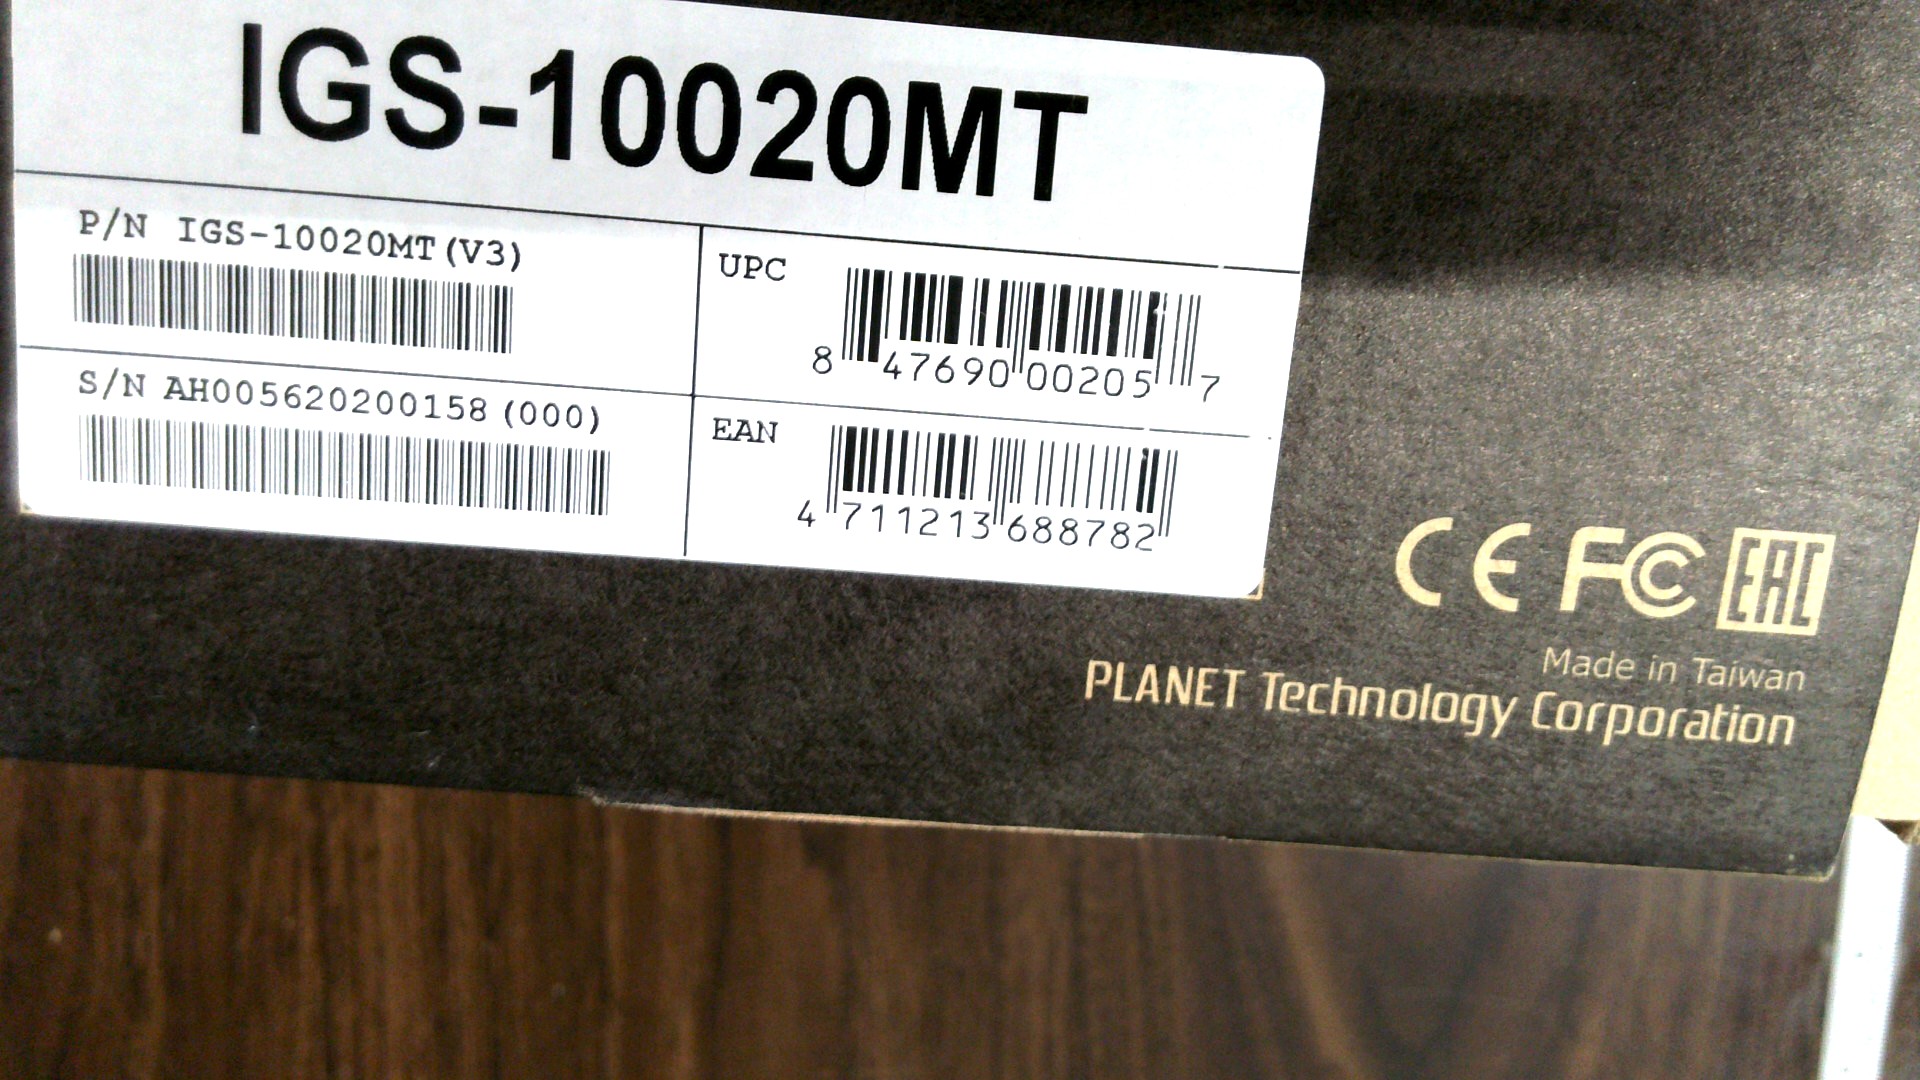 IGS-10020MT
P/N IGS-10020MT(V3)
S/N AH005620200158(000)
UPC
8 47690 00205 7
EAN
4 711213 688782
CE FC EAC
Made in Taiwan
PLANET Technology Corporation